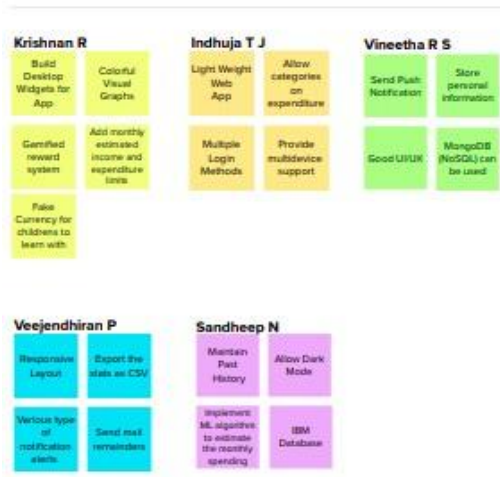 Krishnan R
Build
Desktop
Widgets for
App
Colorful
Visual
Graphs
Gamified
reward
system
Add monthly
estimated
income and
expenditure
limits
Fake
Currency for
childrens to
learn with
Indhuja T J
Light Weight
Web
App
Allow
categories
on
expenditure
Multiple
Login
Methods
Provide
multidevice
support
Vineetha R S
Send Push
Notification
Store
personal
information
Good UI/UX
MongoDB
(NoSQL) can
be used
Veejendhiran P
Responsive
Layout
Export the
stats as CSV
Various type
of
notification
alerts
Send mail
remainders
Sandheep N
Maintain
Past
History
Allow Dark
Mode
Implement
ML algorithm
to estimate
the monthly
spending
IBM
Database